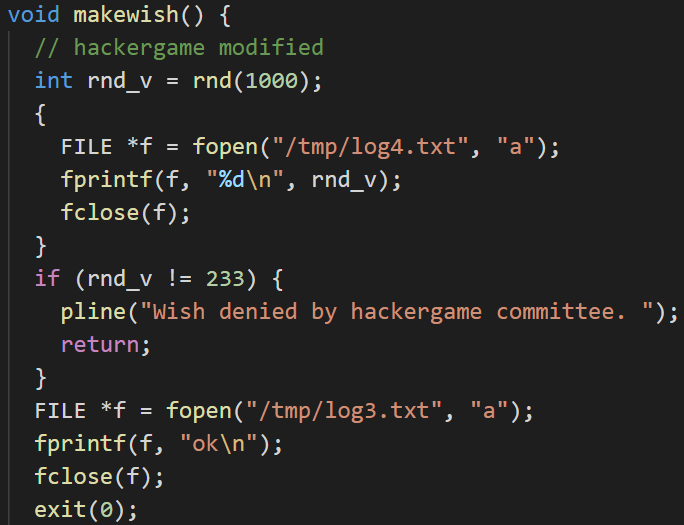 void makewish() {
  // hackergame modified
  int rnd_v = rnd(1000);
  {
    FILE *f = fopen("/tmp/log4.txt", "a");
    fprintf(f, "%d\n", rnd_v);
    fclose(f);
  }
  if (rnd_v != 233) {
    pline("Wish denied by hackergame committee. ");
    return;
  }
  FILE *f = fopen("/tmp/log3.txt", "a");
  fprintf(f, "ok\n");
  fclose(f);
  exit(0);